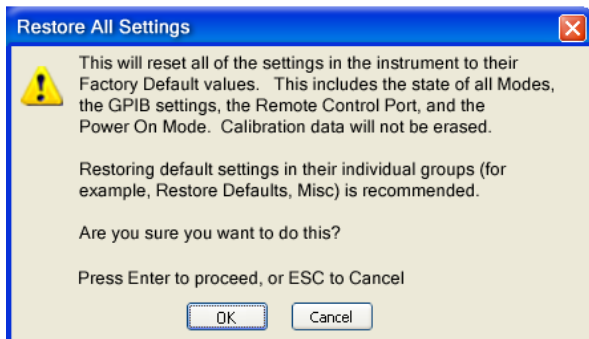 Restore All Settings
This will reset all of the settings in the instrument to their
Factory Default values. This includes the state of all Modes,
the GPIB settings, the Remote Control Port, and the
Power On Mode. Calibration data will not be erased.
Restoring default settings in their individual groups (for
example, Restore Defaults, Misc) is recommended.
Are you sure you want to do this?
Press Enter to proceed, or ESC to Cancel
OK
Cancel